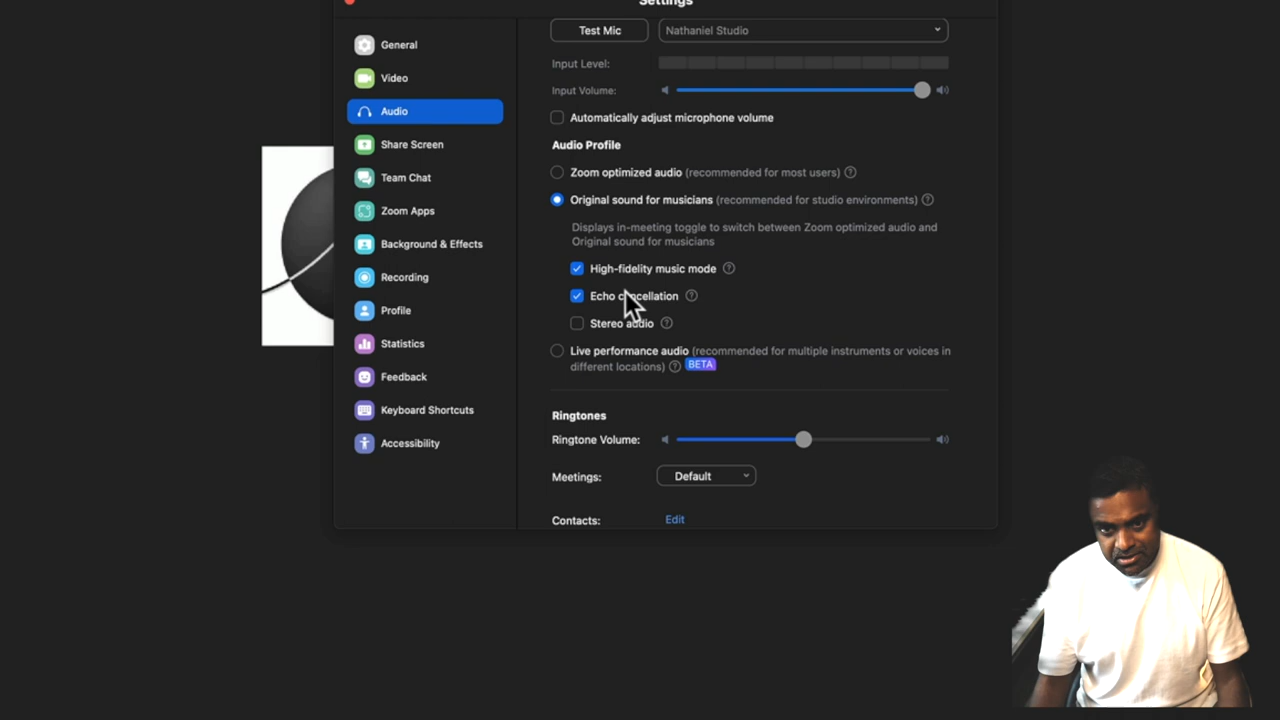 Settings
General
Video
Audio
Share Screen
Team Chat
Zoom Apps
Background & Effects
Recording
Profile
Statistics
Feedback
Keyboard Shortcuts
Accessibility
Test Mic
Nathaniel Studio
Input Level:
Input Volume:
Automatically adjust microphone volume
Audio Profile
Zoom optimized audio (recommended for most users) ?
Original sound for musicians (recommended for studio environments) ?
Displays in-meeting toggle to switch between Zoom optimized audio and
Original sound for musicians
High-fidelity music mode ?
Echo cancellation ?
Stereo audio ?
Live performance audio (recommended for multiple instruments or voices in
different locations) ? BETA
Ringtones
Ringtone Volume:
Meetings: Default
Contacts: Edit